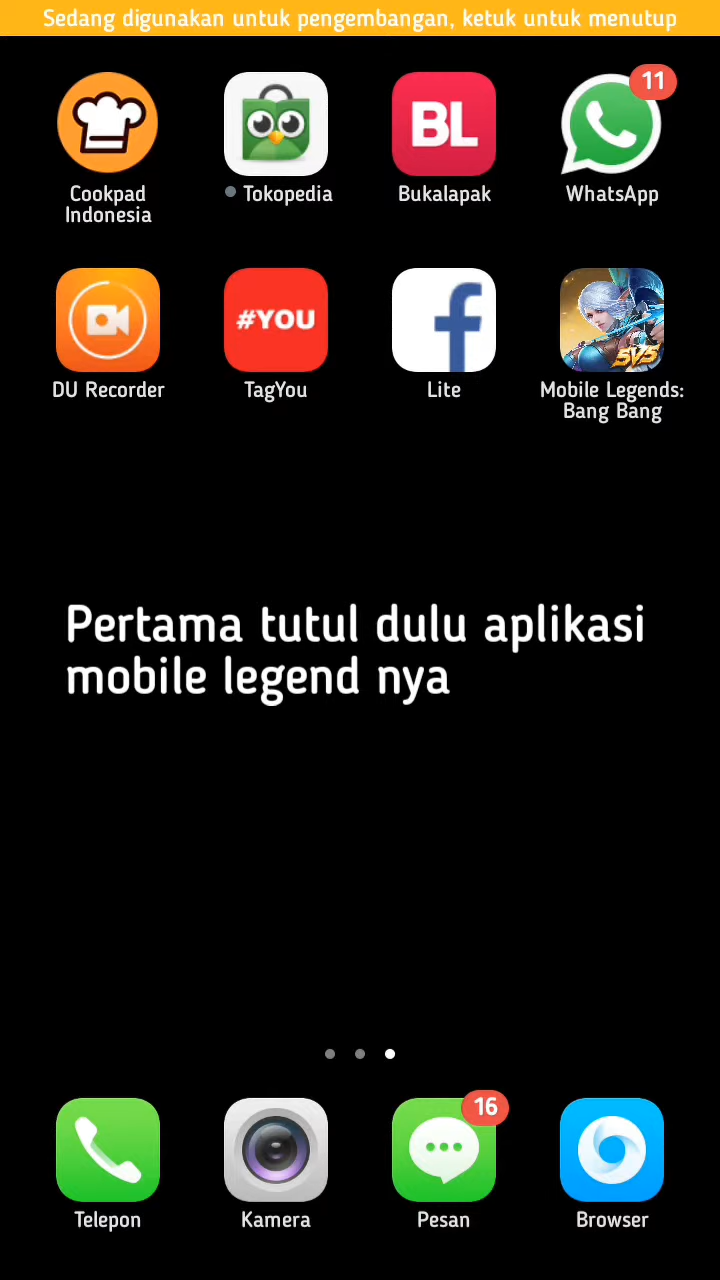 Sedang digunakan untuk pengembangan, ketuk untuk menutup
11
BL
Cookpad Indonesia
Tokopedia
Bukalapak
WhatsApp
#YOU
5V5
DU Recorder
TagYou
Lite
Mobile Legends: Bang Bang
Pertama tutul dulu aplikasi
mobile legend nya
16
Telepon
Kamera
Pesan
Browser